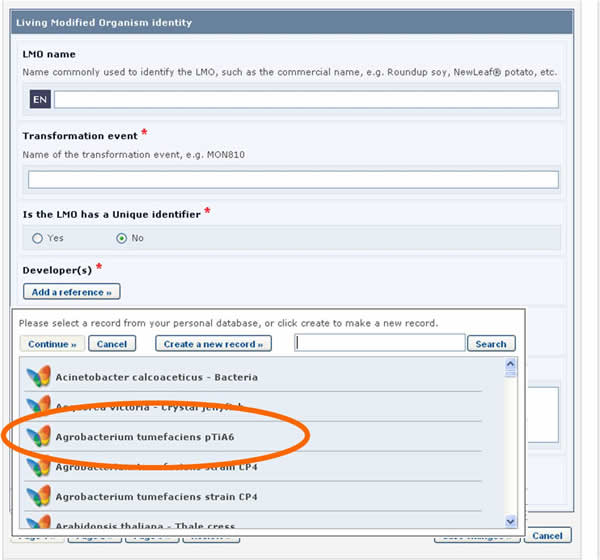 Living Modified Organism identity
LMO name
Name commonly used to identify the LMO, such as the commercial name, e.g. Roundup soy, NewLeaf® potato, etc.
EN
Transformation event *
Name of the transformation event, e.g. MON810
Is the LMO has a Unique identifier *
Yes No
Developer(s) *
Add a reference »
Please select a record from your personal database, or click create to make a new record.
Continue » Cancel Create a new record » Search
Acinetobacter calcoaceticus - Bacteria
Aequorea victoria - Crystal jellyfish
Agrobacterium tumefaciens pTiA6
Agrobacterium tumefaciens strain CP4
Agrobacterium tumefaciens strain CP4
Arabidopsis thaliana - Thale cress
Cancel